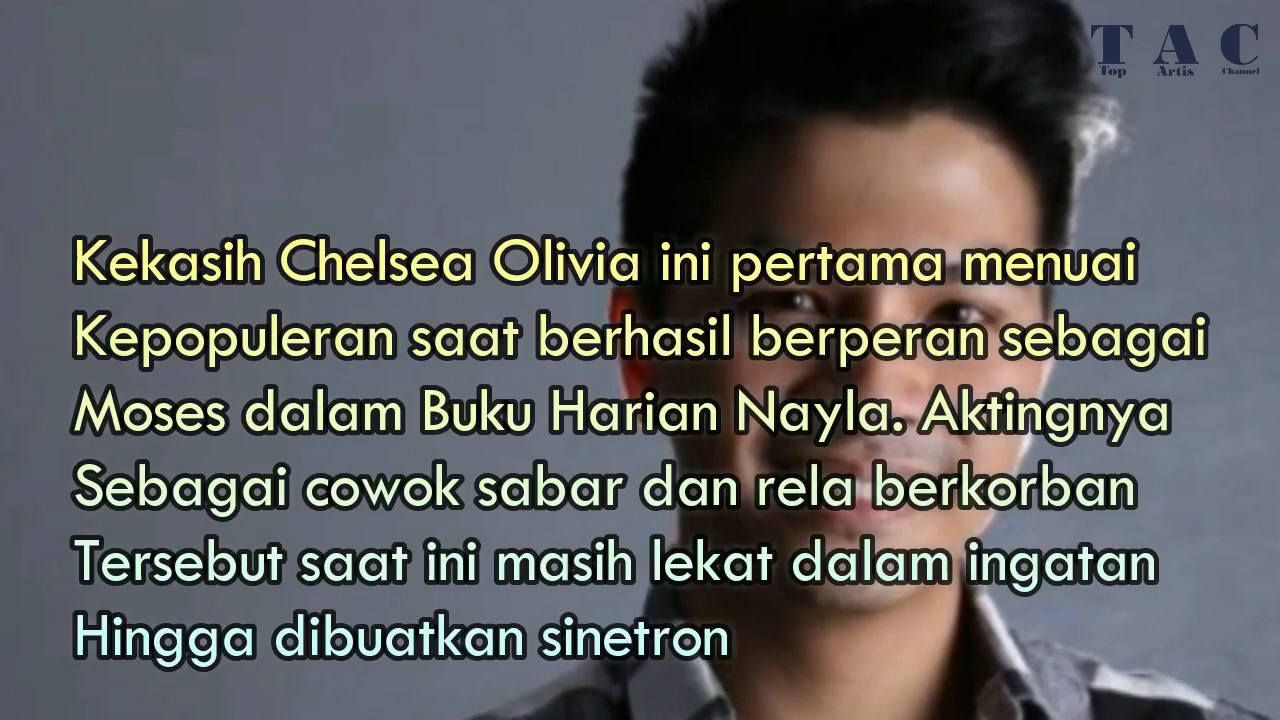 T A C
Top Artis Channel
Kekasih Chelsea Olivia ini pertama menuai
Kepopuleran saat berhasil berperan sebagai
Moses dalam Buku Harian Nayla. Aktingnya
Sebagai cowok sabar dan rela berkorban
Tersebut saat ini masih lekat dalam ingatan
Hingga dibuatkan sinetron